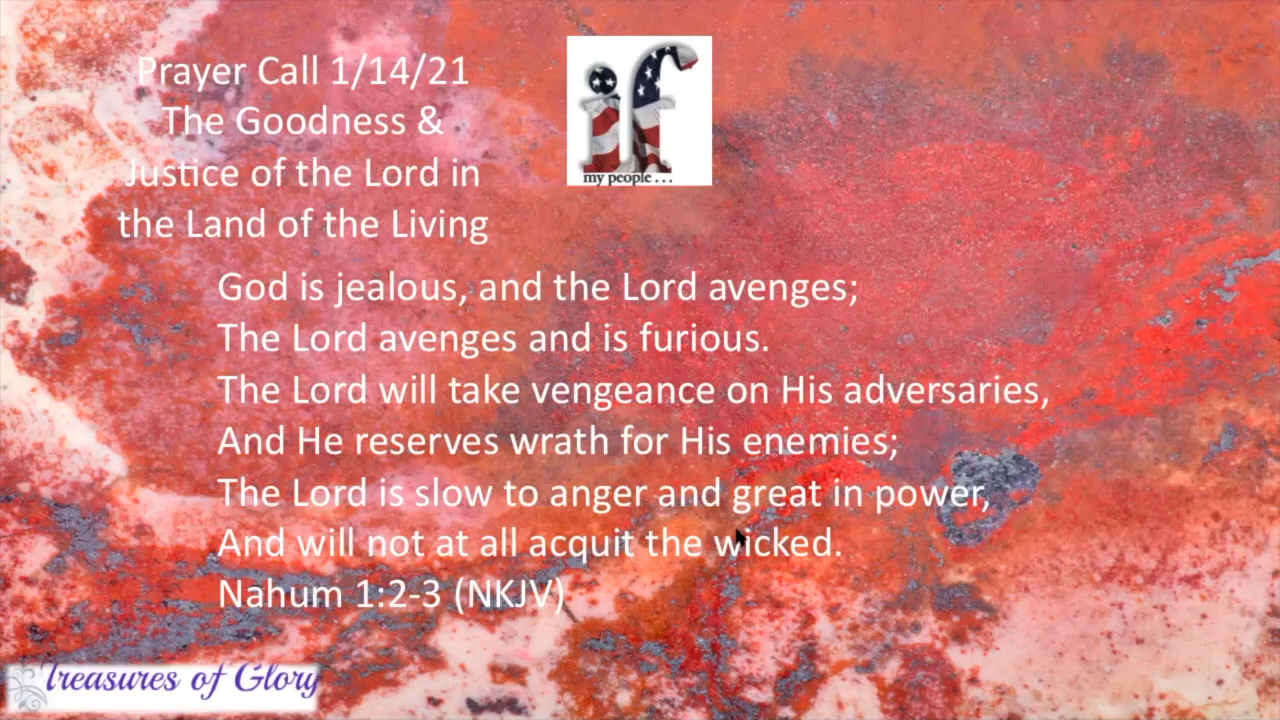 Prayer Call 1/14/21
The Goodness &
Justice of the Lord in
the Land of the Living
if
my people . . .
God is jealous, and the Lord avenges;
The Lord avenges and is furious.
The Lord will take vengeance on His adversaries,
And He reserves wrath for His enemies;
The Lord is slow to anger and great in power,
And will not at all acquit the wicked.
Nahum 1:2-3 (NKJV)
Treasures of Glory